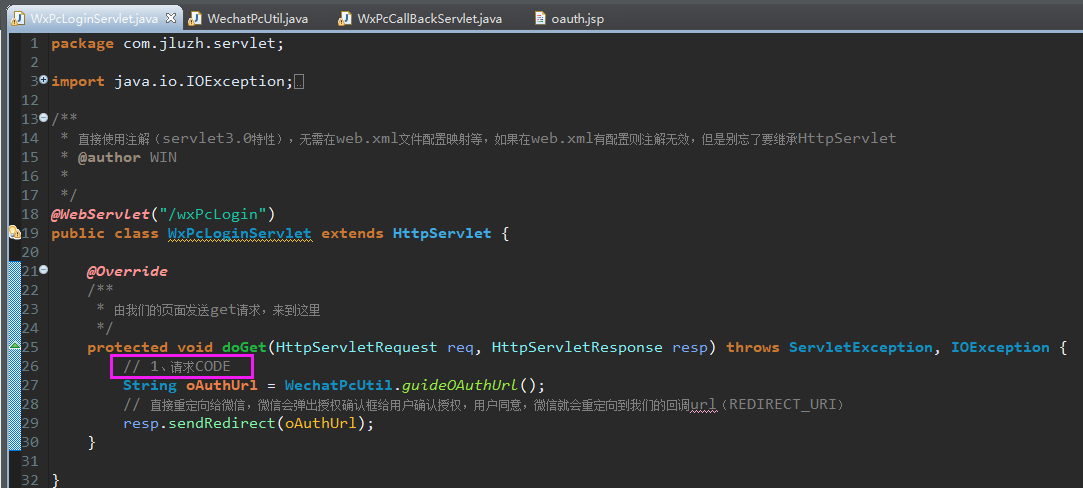 WxPcLoginServlet.java WechatPcUtil.java WxPcCallBackServlet.java oauth.jsp
1 package com.jluzh.servlet;
2
3 import java.io.IOException;
12
13 /**
14 * 直接使用注解（servlet3.0特性），无需在web.xml文件配置映射等，如果在web.xml有配置则注解无效，但是别忘了要继承HttpServlet
15 * @author WIN
16 *
17 */
18 @WebServlet("/wxPcLogin")
19 public class WxPcLoginServlet extends HttpServlet {
20
21 @Override
22 /**
23 * 由我们的页面发送get请求，来到这里
24 */
25 protected void doGet(HttpServletRequest req, HttpServletResponse resp) throws ServletException, IOException {
26 // 1、请求CODE
27 String oAuthUrl = WechatPcUtil.guideOAuthUrl();
28 // 直接重定向给微信，微信会弹出授权确认框给用户确认授权，用户同意，微信就会重定向到我们的回调url（REDIRECT_URI）
29 resp.sendRedirect(oAuthUrl);
30 }
31
32 }